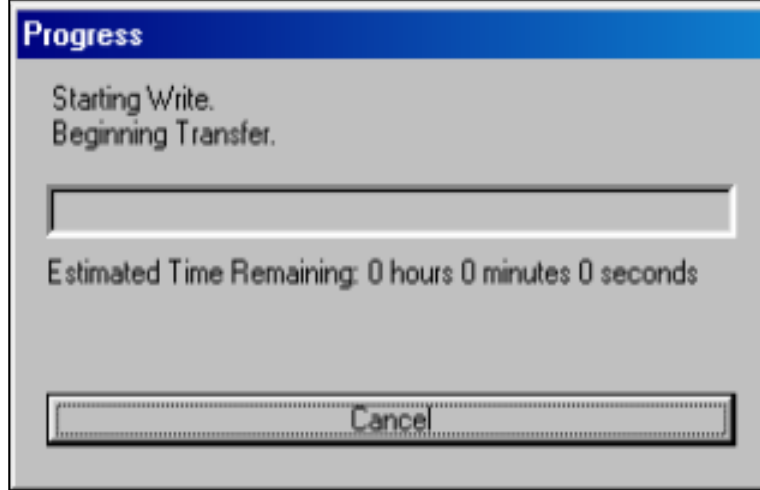 Progress
Starting Write.
Beginning Transfer.
Estimated Time Remaining: 0 hours 0 minutes 0 seconds
Cancel